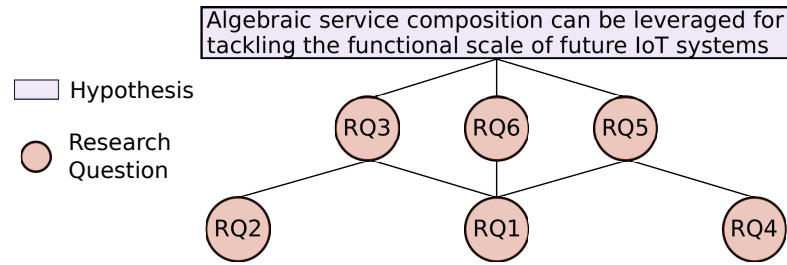 Algebraic service composition can be leveraged for
tackling the functional scale of future IoT systems
Hypothesis
Research
Question
RQ3
RQ6
RQ5
RQ2
RQ1
RQ4